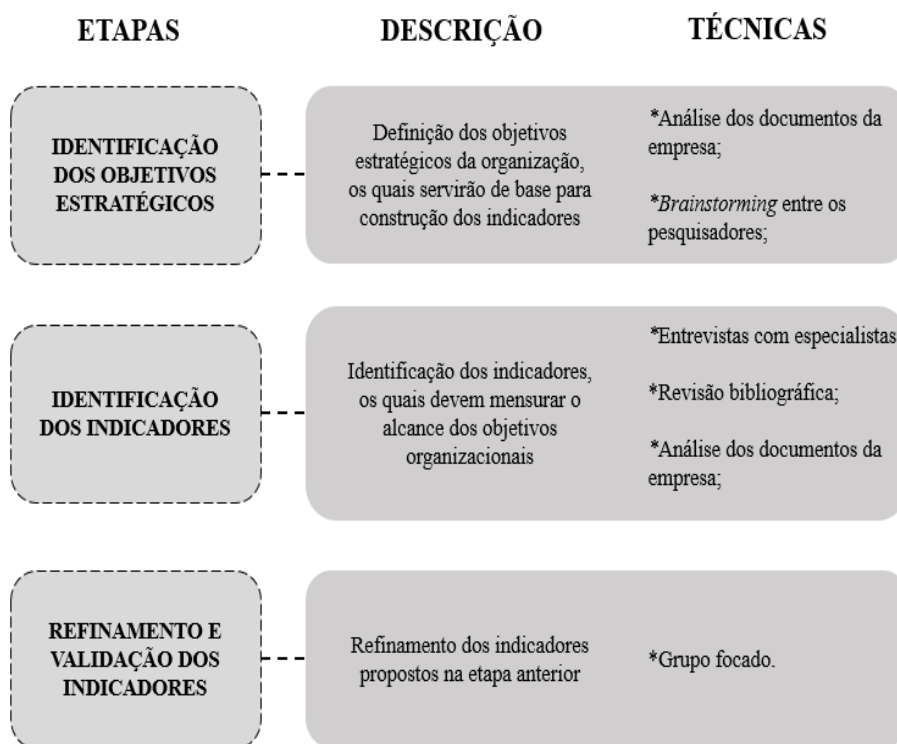 ETAPAS
DESCRIÇÃO
TÉCNICAS
IDENTIFICAÇÃO
DOS OBJETIVOS
ESTRATÉGICOS
Definição dos objetivos
estratégicos da organização,
os quais servirão de base para
construção dos indicadores
*Análise dos documentos da
empresa;
*Brainstorming entre os
pesquisadores;
IDENTIFICAÇÃO
DOS INDICADORES
Identificação dos indicadores,
os quais devem mensurar o
alcance dos objetivos
organizacionais
*Entrevistas com especialistas
*Revisão bibliográfica;
*Análise dos documentos da
empresa;
REFINAMENTO E
VALIDAÇÃO DOS
INDICADORES
Refinamento dos indicadores
propostos na etapa anterior
*Grupo focado.